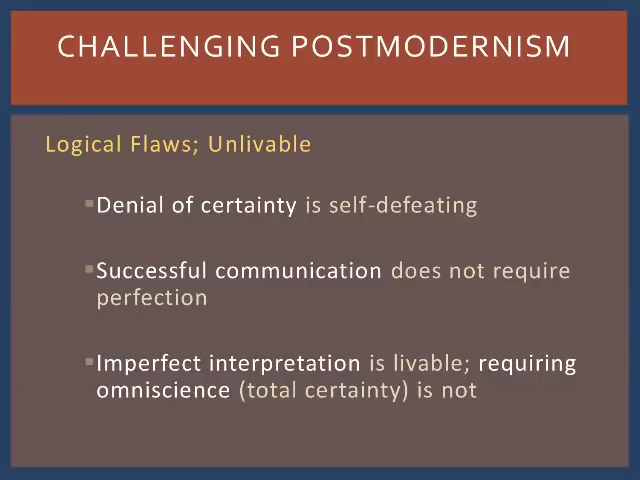 CHALLENGING POSTMODERNISM
Logical Flaws; Unlivable
▪Denial of certainty is self-defeating
▪Successful communication does not require
perfection
▪Imperfect interpretation is livable; requiring
omniscience (total certainty) is not